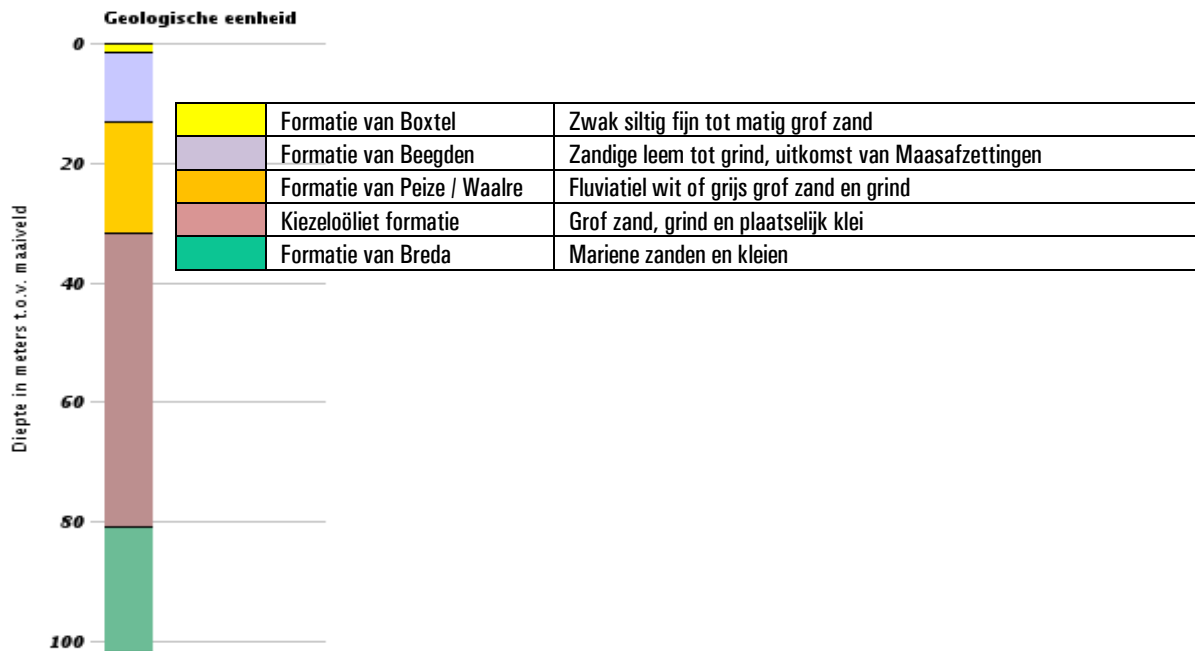 Geologische eenheid
0
Formatie van Boxtel Zwak siltig fijn tot matig grof zand
Formatie van Beegden Zandige leem tot grind, uitkomst van Maasafzettingen
20
Formatie van Peize / Waalre Fluviatiel wit of grijs grof zand en grind
Kiezeloöliet formatie Grof zand, grind en plaatselijk klei
Formatie van Breda Mariene zanden en kleien
40
60
80
100
Diepte in meters t.o.v. maaiveld